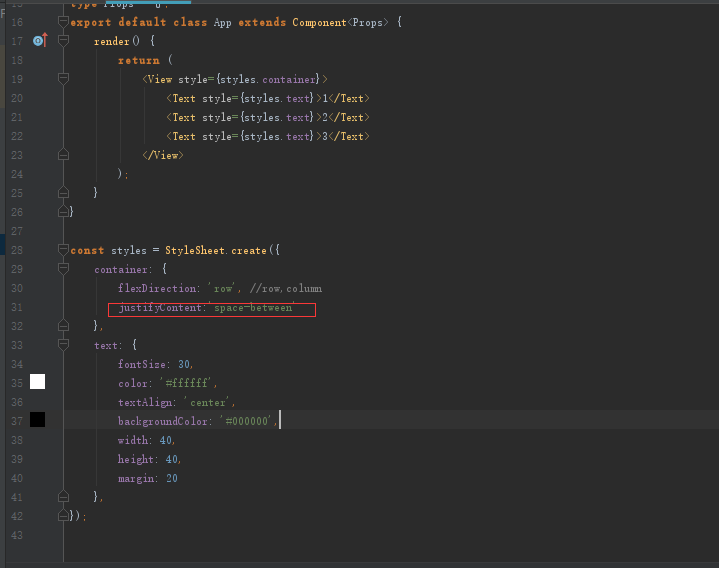 15 type Props = {};
16 export default class App extends Component<Props> {
17 render() {
18 return (
19 <View style={styles.container}>
20 <Text style={styles.text}>1</Text>
21 <Text style={styles.text}>2</Text>
22 <Text style={styles.text}>3</Text>
23 </View>
24 );
25 }
26 }
27
28 const styles = StyleSheet.create({
29 container: {
30 flexDirection: 'row', //row,column
31 justifyContent:'space-between'
32 },
33 text: {
34 fontSize: 30,
35 color: '#ffffff',
36 textAlign: 'center',
37 backgroundColor: '#000000',
38 width: 40,
39 height: 40,
40 margin: 20
41 },
42 });
43